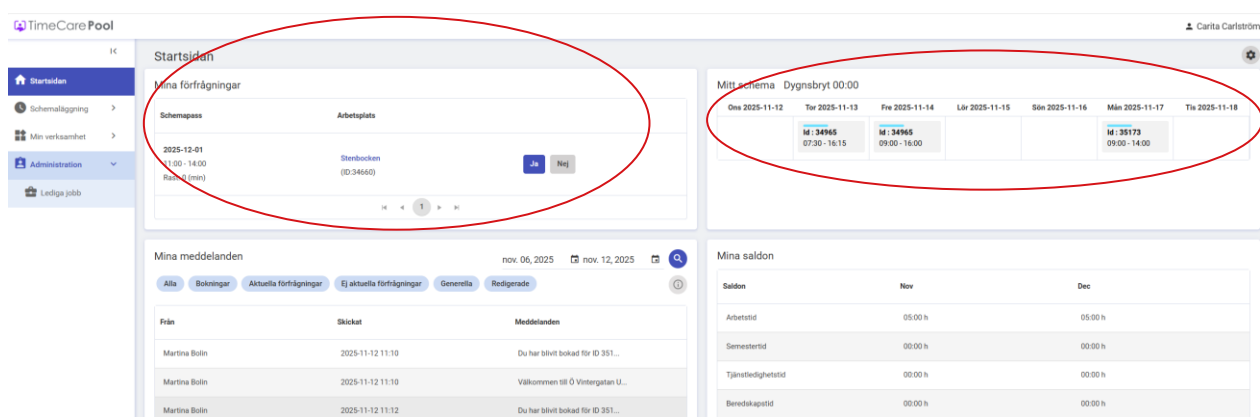 TimeCare Pool
Carita Carlström
Startsidan
Startsidan
Schemaläggning
Min verksamhet
Administration
Lediga jobb
Mina förfrågningar
Schemapass Arbetsplats
2025-12-01
11:00 - 14:00
Rast: 0 (min)
Stenbocken
(ID:34660)
Ja Nej
1
Mitt schema Dygnsbryt 00:00
Ons 2025-11-12 Tor 2025-11-13 Fre 2025-11-14 Lör 2025-11-15 Sön 2025-11-16 Mån 2025-11-17 Tis 2025-11-18
Id : 34965 Id : 34965 Id : 35173
07:30 - 16:15 09:00 - 16:00 09:00 - 14:00
Mina meddelanden
nov. 06, 2025 nov. 12, 2025
Alla Bokningar Aktuella förfrågningar Ej aktuella förfrågningar Generella Redigerade
Från Skickat Meddelanden
Martina Bolin 2025-11-12 11:10 Du har blivit bokad för ID 351...
Martina Bolin 2025-11-12 11:10 Välkommen till Ö Vintergatan U...
Martina Bolin 2025-11-12 11:12 Du har blivit bokad för ID 351...
Mina saldon
Saldon Nov Dec
Arbetstid 05:00 h 05:00 h
Semestertid 00:00 h 00:00 h
Tjänstledighetstid 00:00 h 00:00 h
Beredskapstid 00:00 h 00:00 h